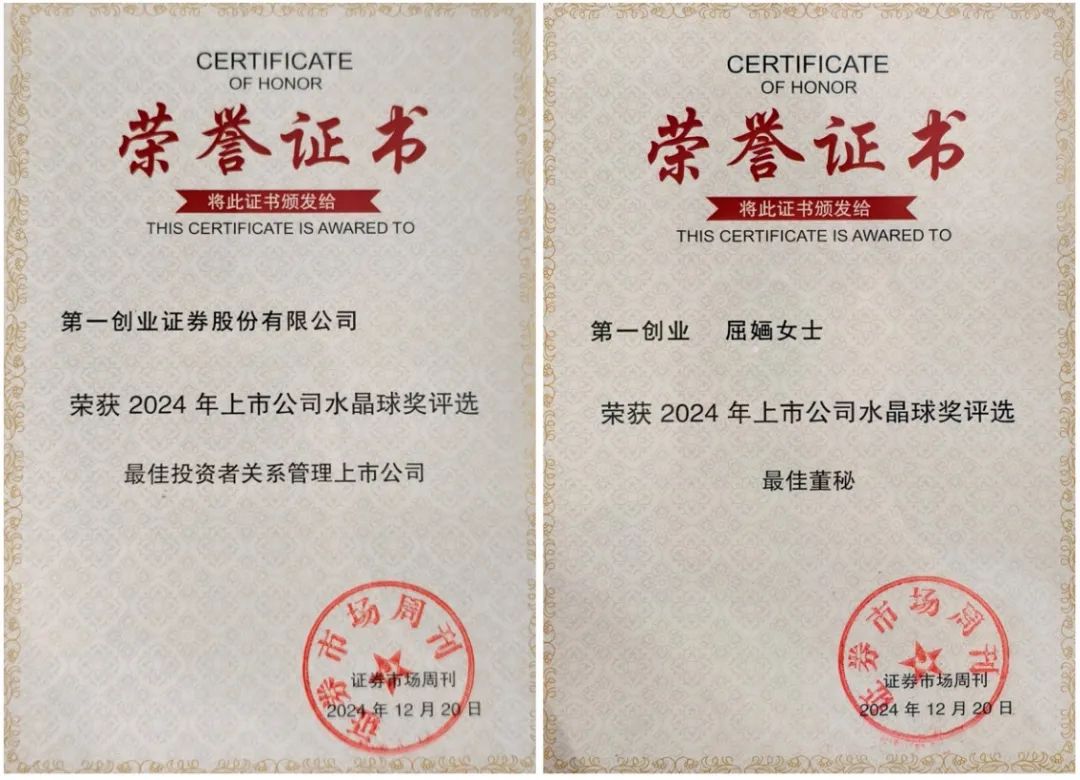 CERTIFICATE
OF HONOR
荣誉证书
将此证书颁发给
THIS CERTIFICATE IS AWARED TO
第一创业证券股份有限公司
荣获 2024 年上市公司水晶球奖评选
最佳投资者关系管理上市公司
证券市场周刊
证券市场周刊
2024 年 12 月 20 日
CERTIFICATE
OF HONOR
荣誉证书
将此证书颁发给
THIS CERTIFICATE IS AWARED TO
第一创业 屈婳女士
荣获 2024 年上市公司水晶球奖评选
最佳董秘
证券市场周刊
证券市场周刊
2024 年 12 月 20 日